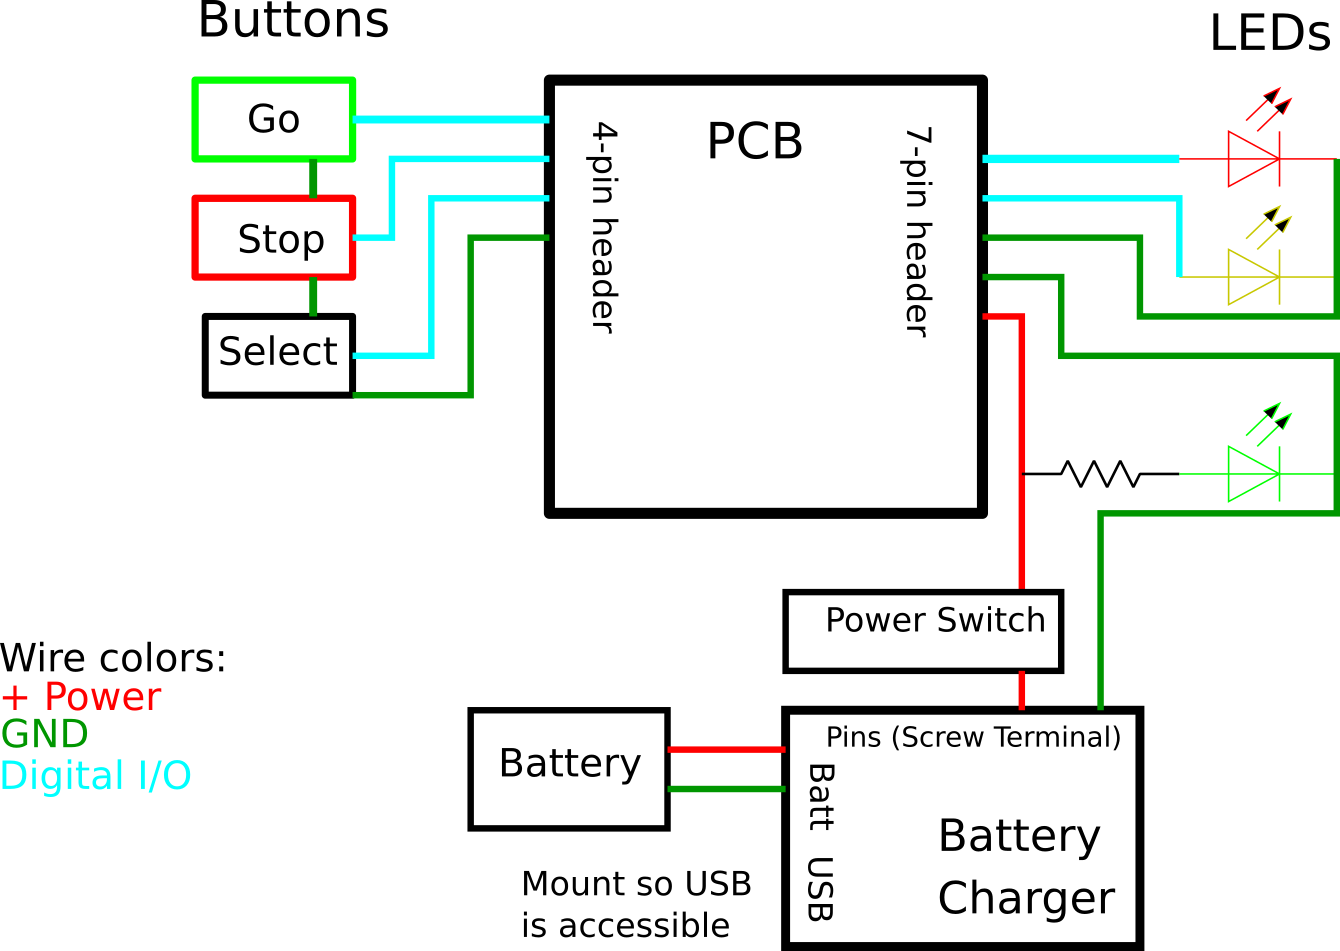 Buttons
LEDs
Go
Stop
Select
4-pin header
PCB
7-pin header
Power Switch
Wire colors:
+ Power
GND
Digital I/O
Battery
Pins (Screw Terminal)
Batt
USB
Battery
Charger
Mount so USB
is accessible